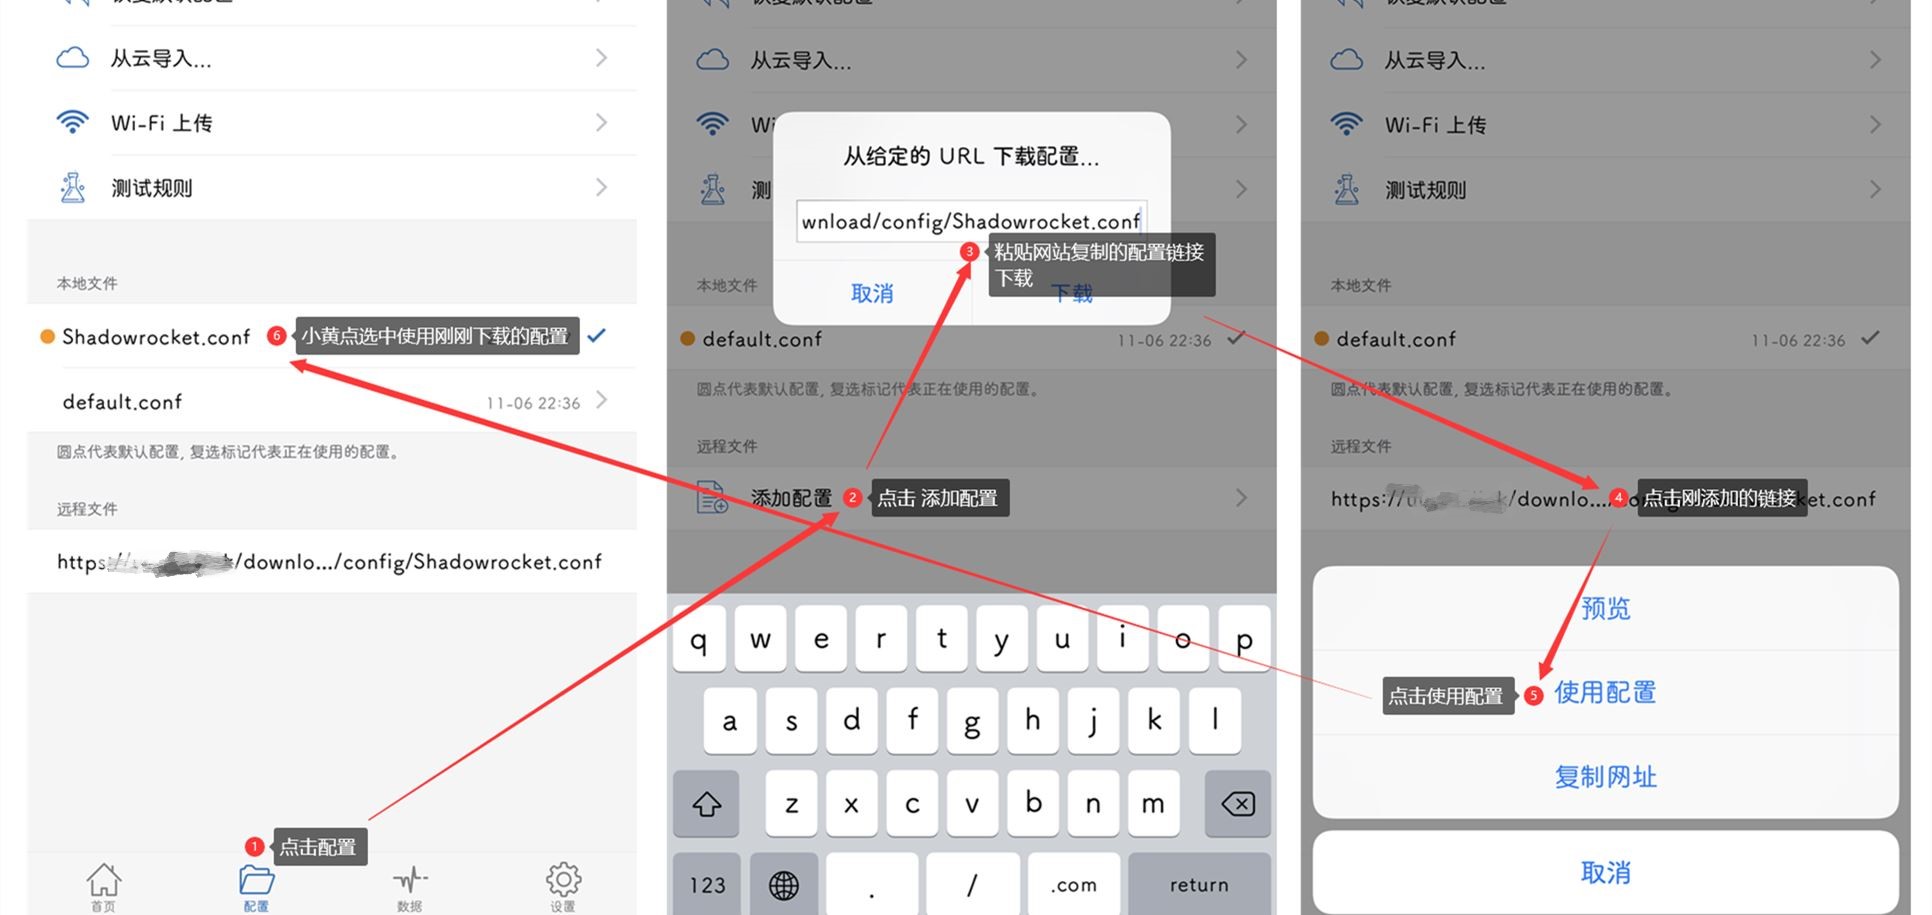 从云导入...
Wi-Fi 上传
测试规则
本地文件
Shadowrocket.conf
6
小黄点选中使用刚刚下载的配置
default.conf
11-06 22:36
圆点代表默认配置, 复选标记代表正在使用的配置。
远程文件
https:/
/downlo.../config/Shadowrocket.conf
1
点击配置
首页
配置
数据
设置
从云导入...
Wi
测
从给定的 URL 下载配置...
wnload/config/Shadowrocket.conf
3
粘贴网站复制的配置链接
下载
取消
下载
本地文件
default.conf
11-06 22:36
圆点代表默认配置, 复选标记代表正在使用的配置。
远程文件
添加配置
2
点击 添加配置
q w e r t y u i o p
a s d f g h j k l
z x c v b n m
123
.
/
.com
return
从云导入...
Wi-Fi 上传
测试规则
本地文件
default.conf
11-06 22:36
圆点代表默认配置, 复选标记代表正在使用的配置。
远程文件
https:/
/downlo...
4
点击刚添加的链接
ket.conf
预览
点击使用配置
5
使用配置
复制网址
取消